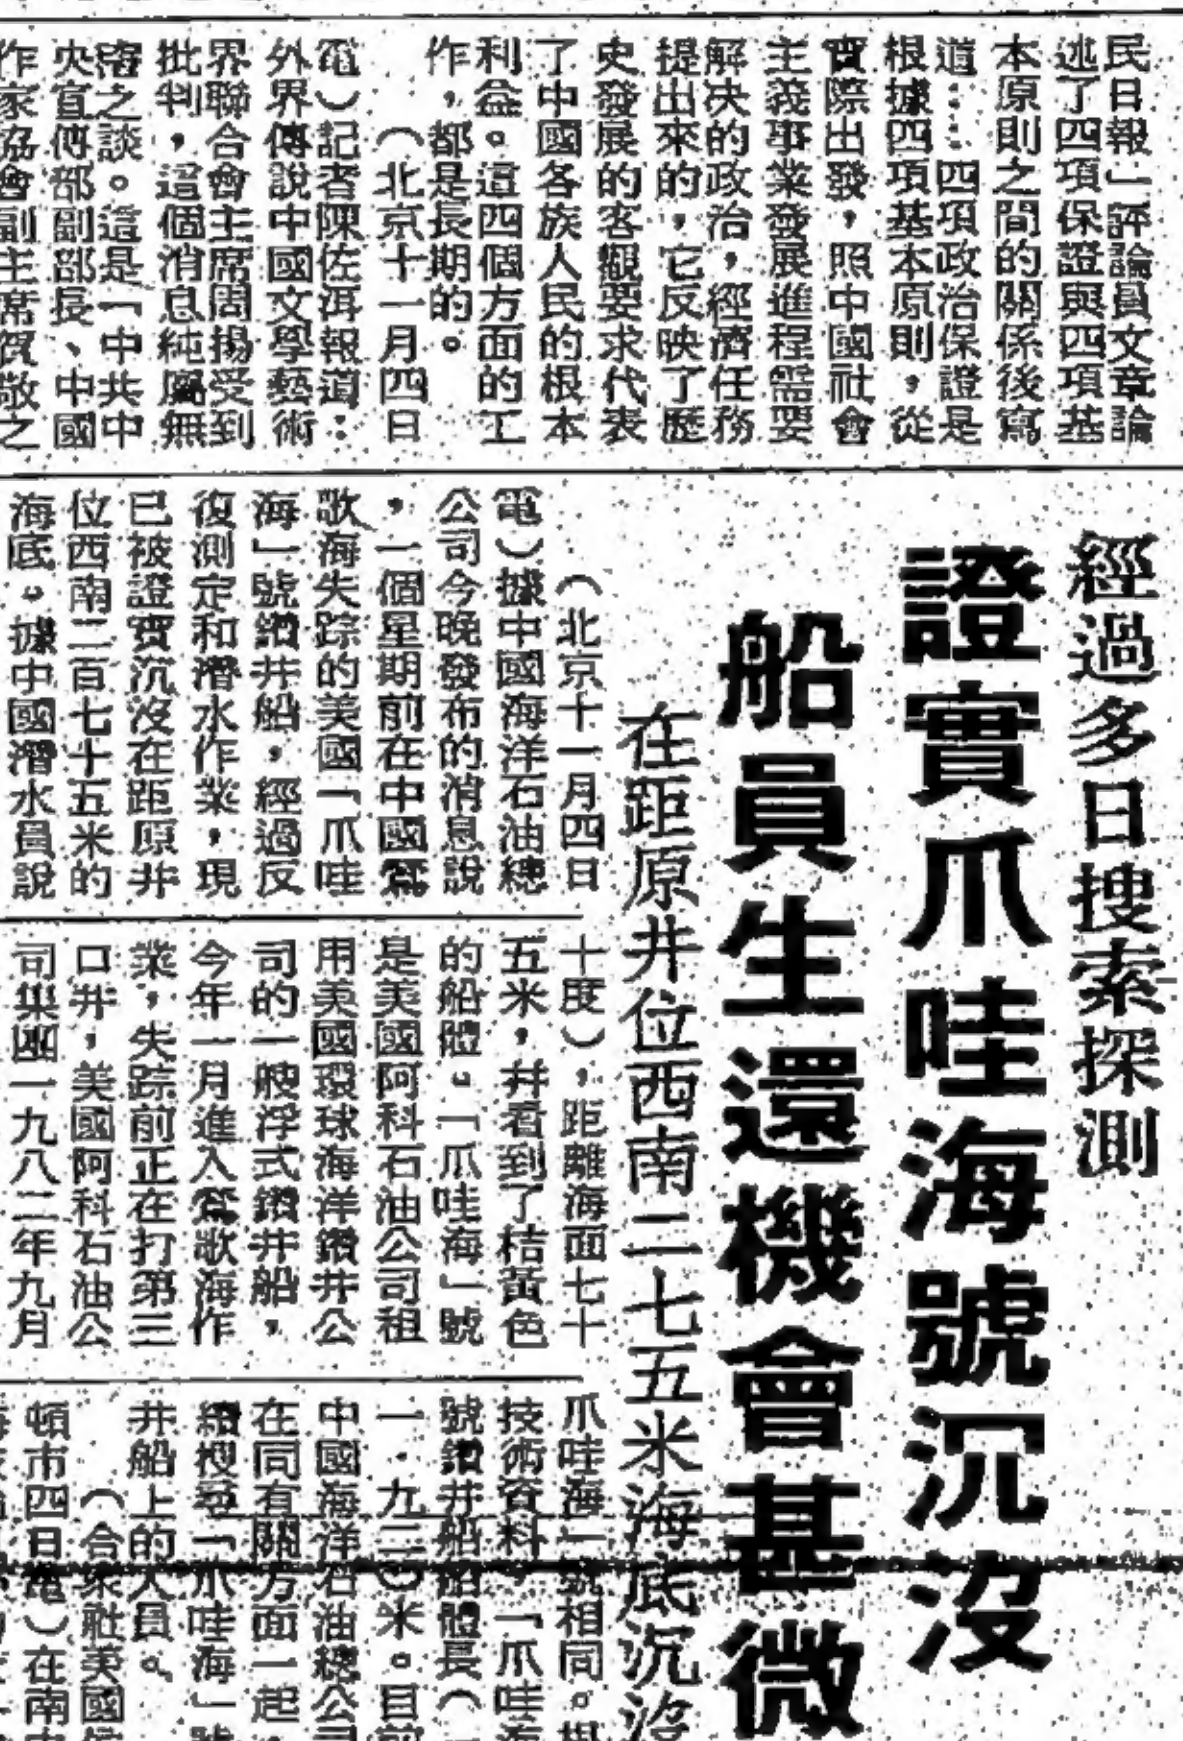 民日報」評論員文章論
述了四項保證與四項基
本原則之間的關係後寫
道：：四項政治保證是
根據四項基本原則，從
實際出發，照中國社會
主義事業發展進程需要
解決的政治，經濟任務
提出來的，它反映了歷
史發展的客觀要求代表
了中國各族人民的根本
利益。這四個方面的工
作，都是長期的。
（北京十一月四日
電）記者陳佐洱報道：
外界傳說中國文學藝術
界聯合會主席周揚受到
批判，這個消息純屬無
稽之談。這是「中共中
央宣傳部副部長、中國
作家協會副主席賀敬之
經過多日搜索探測
證實爪哇海號沉沒
船員生還機會甚微
在距原井位西南二七五米海底沉沒
（北京十一月四日
電）據中國海洋石油總
公司今晚發布的消息說
，一個星期前在中國鶯
歌海失踪的美國「爪哇
海」號鑽井船，經過反
復測定和潛水作業，現
已被證實沉沒在距原井
位西南二百七十五米的
海底。據中國潛水員說
十度），距離海面七十
五米，幷看到了桔黃色
的船體。「爪哇海」號
是美國阿科石油公司租
用美國環球海洋鑽井公
司的一艘浮式鑽井船，
今年一月進入鶯歌海作
業，失踪前正在打第三
口井，美國阿科石油公
司集團一九八二年九月
爪哇海」號相同。據
技術資料，「爪哇海
號鑽井船船體長（
一．九二〇米。目前
中國海洋石油總公司
在同有關方面一起，
續搜尋「爪哇海」號
井船上的人員。
（合衆社美國侯
頓市四日電）在南中